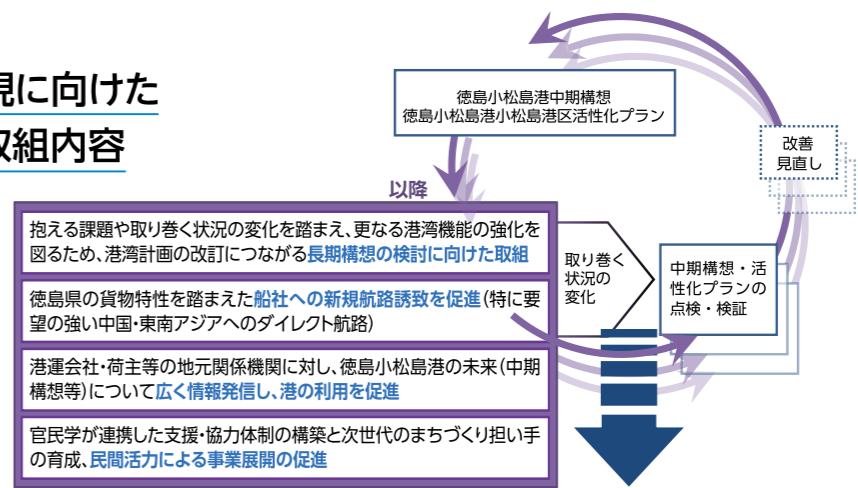 現に向けた
取組内容
徳島小松島港中期構想
徳島小松島港小松島港区活性化プラン
改善
見直し
以降
抱える課題や取り巻く状況の変化を踏まえ、更なる港湾機能の強化を
図るため、港湾計画の改訂につながる長期構想の検討に向けた取組
徳島県の貨物特性を踏まえた船社への新規航路誘致を促進(特に要
望の強い中国・東南アジアへのダイレクト航路)
港運会社・荷主等の地元関係機関に対し、徳島小松島港の未来(中期
構想等)について広く情報発信し、港の利用を促進
官民学が連携した支援・協力体制の構築と次世代のまちづくり担い手
の育成、民間活力による事業展開の促進
取り巻く
状況の
変化
中期構想・活
性化プランの
点検・検証